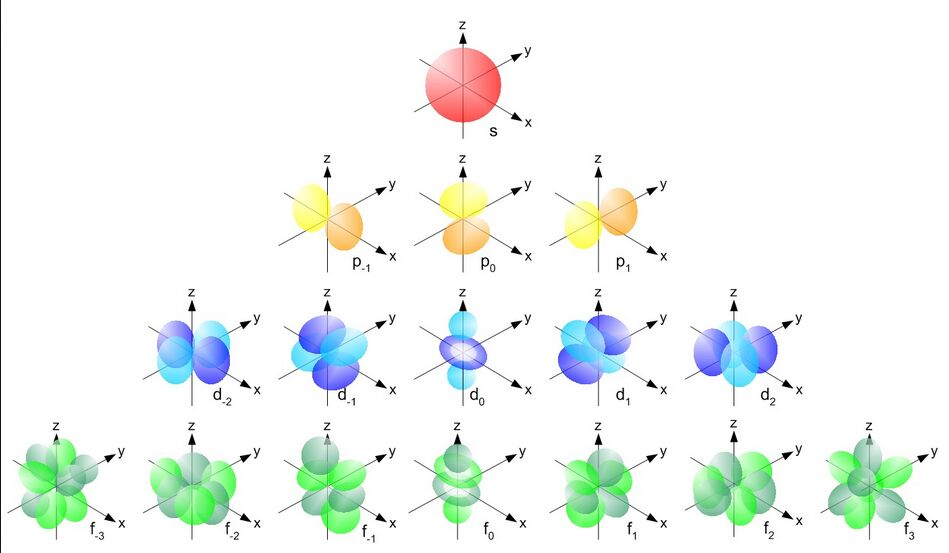 z
y
x
s
z z z
y y y
x x x
p-1 p0 p1
z z z z z
y y y y y
x x x x x
d-2 d-1 d0 d1 d2
z z z z z z z
y y y y y y y
x x x x x x x
f-3 f-2 f-1 f0 f1 f2 f3